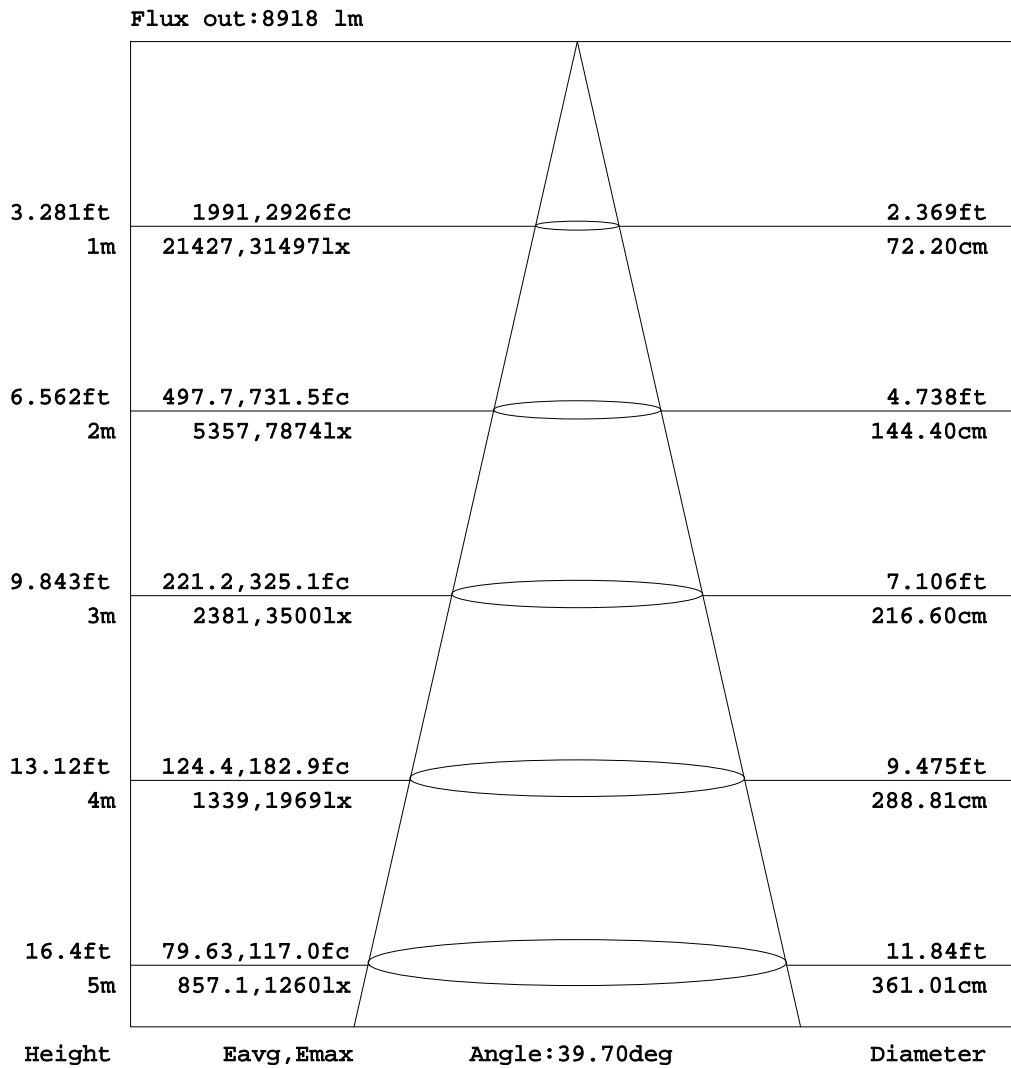 Flux out:8918 lm
3.281ft 1991,2926fc 2.369ft
1m 21427,31497lx 72.20cm
6.562ft 497.7,731.5fc 4.738ft
2m 5357,7874lx 144.40cm
9.843ft 221.2,325.1fc 7.106ft
3m 2381,3500lx 216.60cm
13.12ft 124.4,182.9fc 9.475ft
4m 1339,1969lx 288.81cm
16.4ft 79.63,117.0fc 11.84ft
5m 857.1,1260lx 361.01cm
Height Eavg,Emax Angle:39.70deg Diameter